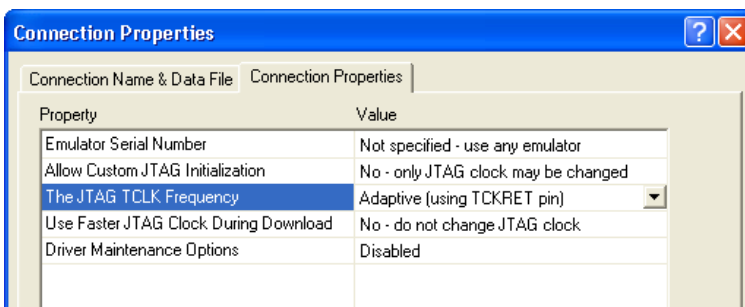 Connection Properties
Connection Name & Data File Connection Properties
Property Value
Emulator Serial Number Not specified - use any emulator
Allow Custom JTAG Initialization No - only JTAG clock may be changed
The JTAG TCLK Frequency Adaptive (using TCKRET pin)
Use Faster JTAG Clock During Download No - do not change JTAG clock
Driver Maintenance Options Disabled